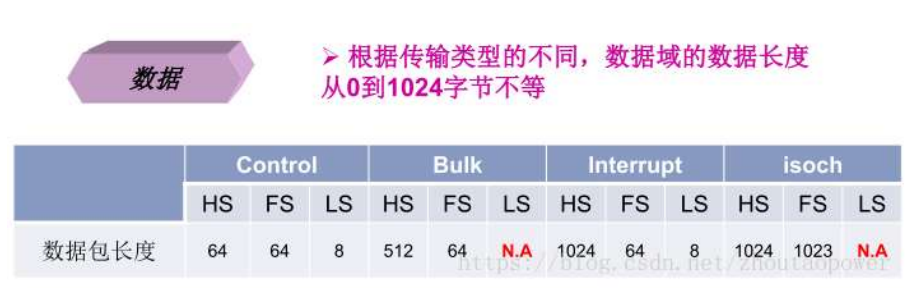 数据
➢ 根据传输类型的不同，数据域的数据长度
从0到1024字节不等
Control Bulk Interrupt isoch
HS FS LS HS FS LS HS FS LS HS FS LS
数据包长度 64 64 8 512 64 N.A 1024 64 8 1024 1023 N.A
https://blog.csdn.net/zhoutaopower